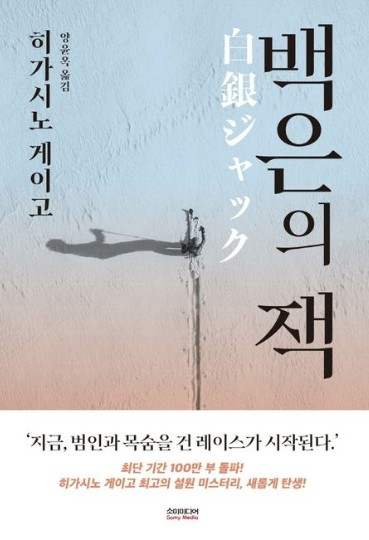 백은의 잭
白銀ジャック
히가시노 게이고
양윤옥 옮김
‘지금, 범인과 목숨을 건 레이스가 시작된다.’
최단 기간 100만 부 돌파!
히가시노 게이고 최고의 설원 미스터리, 새롭게 탄생!
소미미디어
Somy Media